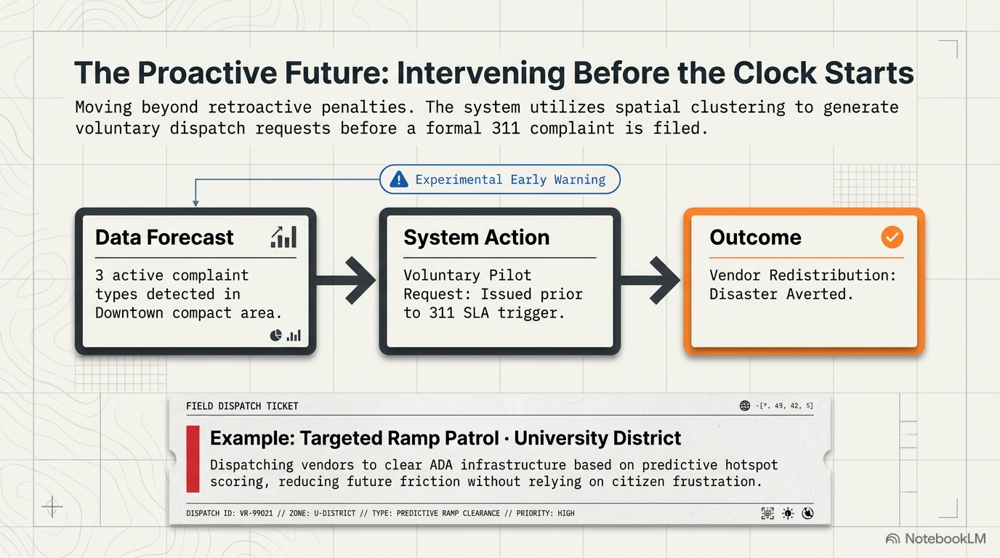 The Proactive Future: Intervening Before the Clock Starts
Moving beyond retroactive penalties. The system utilizes spatial clustering to generate
voluntary dispatch requests before a formal 311 complaint is filed.
Experimental Early Warning
Data Forecast
3 active complaint
types detected in
Downtown compact area.
System Action
Voluntary Pilot
Request: Issued prior
to 311 SLA trigger.
Outcome
Vendor Redistribution:
Disaster Averted.
FIELD DISPATCH TICKET
49, 42, 5]
Example: Targeted Ramp Patrol · University District
Dispatching vendors to clear ADA infrastructure based on predictive hotspot
scoring, reducing future friction without relying on citizen frustration.
DISPATCH ID: VR-99021 // ZONE: U-DISTRICT // TYPE: PREDICTIVE RAMP CLEARANCE // PRIORITY: HIGH
NotebookLM